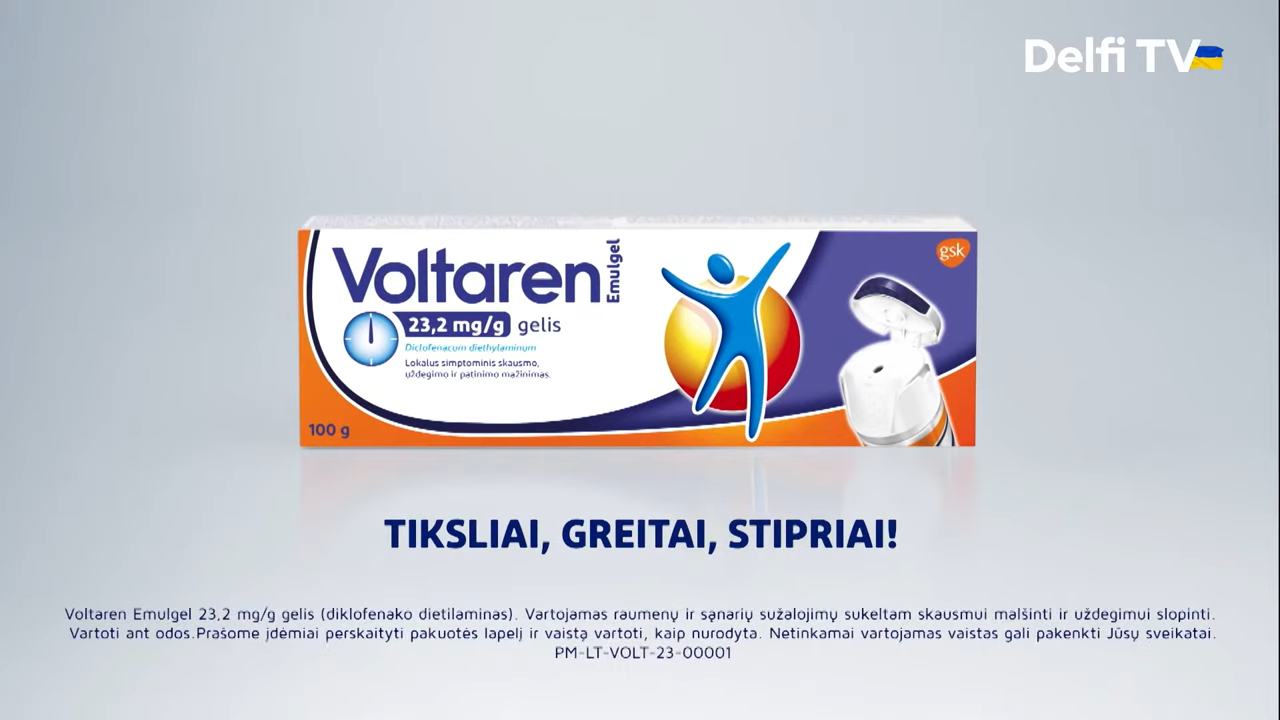 Delfi TV
Voltaren Emulgel
gsk
23,2 mg/g gelis
Diclofenacum diethylaminum
Lokalus simptominis skausmo,
uždegimo ir patinimo mažinimas.
100 g
TIKSLIAI, GREITAI, STIPRIAI!
Voltaren Emulgel 23,2 mg/g gelis (diklofenako dietilaminas). Vartojamas raumenų ir sąnarių sužalojimų sukeltam skausmui malšinti ir uždegimui slopinti.
Vartoti ant odos.Prašome įdėmiai perskaityti pakuotės lapelį ir vaistą vartoti, kaip nurodyta. Netinkamai vartojamas vaistas gali pakenkti Jūsų sveikatai.
PM-LT-VOLT-23-00001